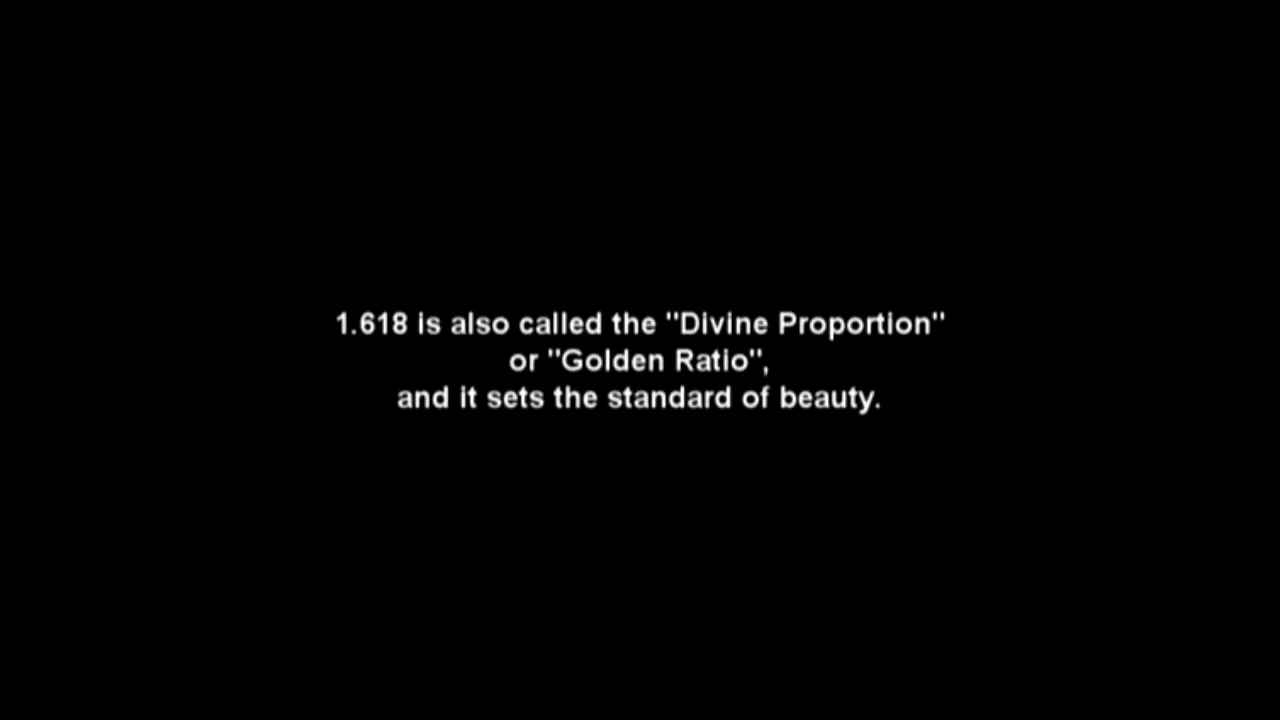 1.618 is also called the "Divine Proportion"
or "Golden Ratio",
and it sets the standard of beauty.